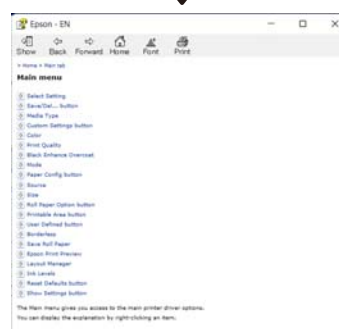 Epson - EN
Show Back Forward Home Font Print
> Home > Main tab
Main menu
Select Setting
Save/Del... button
Media Type
Custom Settings button
Color
Print Quality
Black Enhance Overcoat
Mode
Paper Config button
Source
Size
Roll Paper Option button
Printable Area button
User Defined button
Borderless
Save Roll Paper
Epson Print Preview
Layout Manager
Ink Levels
Reset Defaults button
Show Settings button
The Main menu gives you access to the main printer driver options.
You can display the explanation by right-clicking an item.